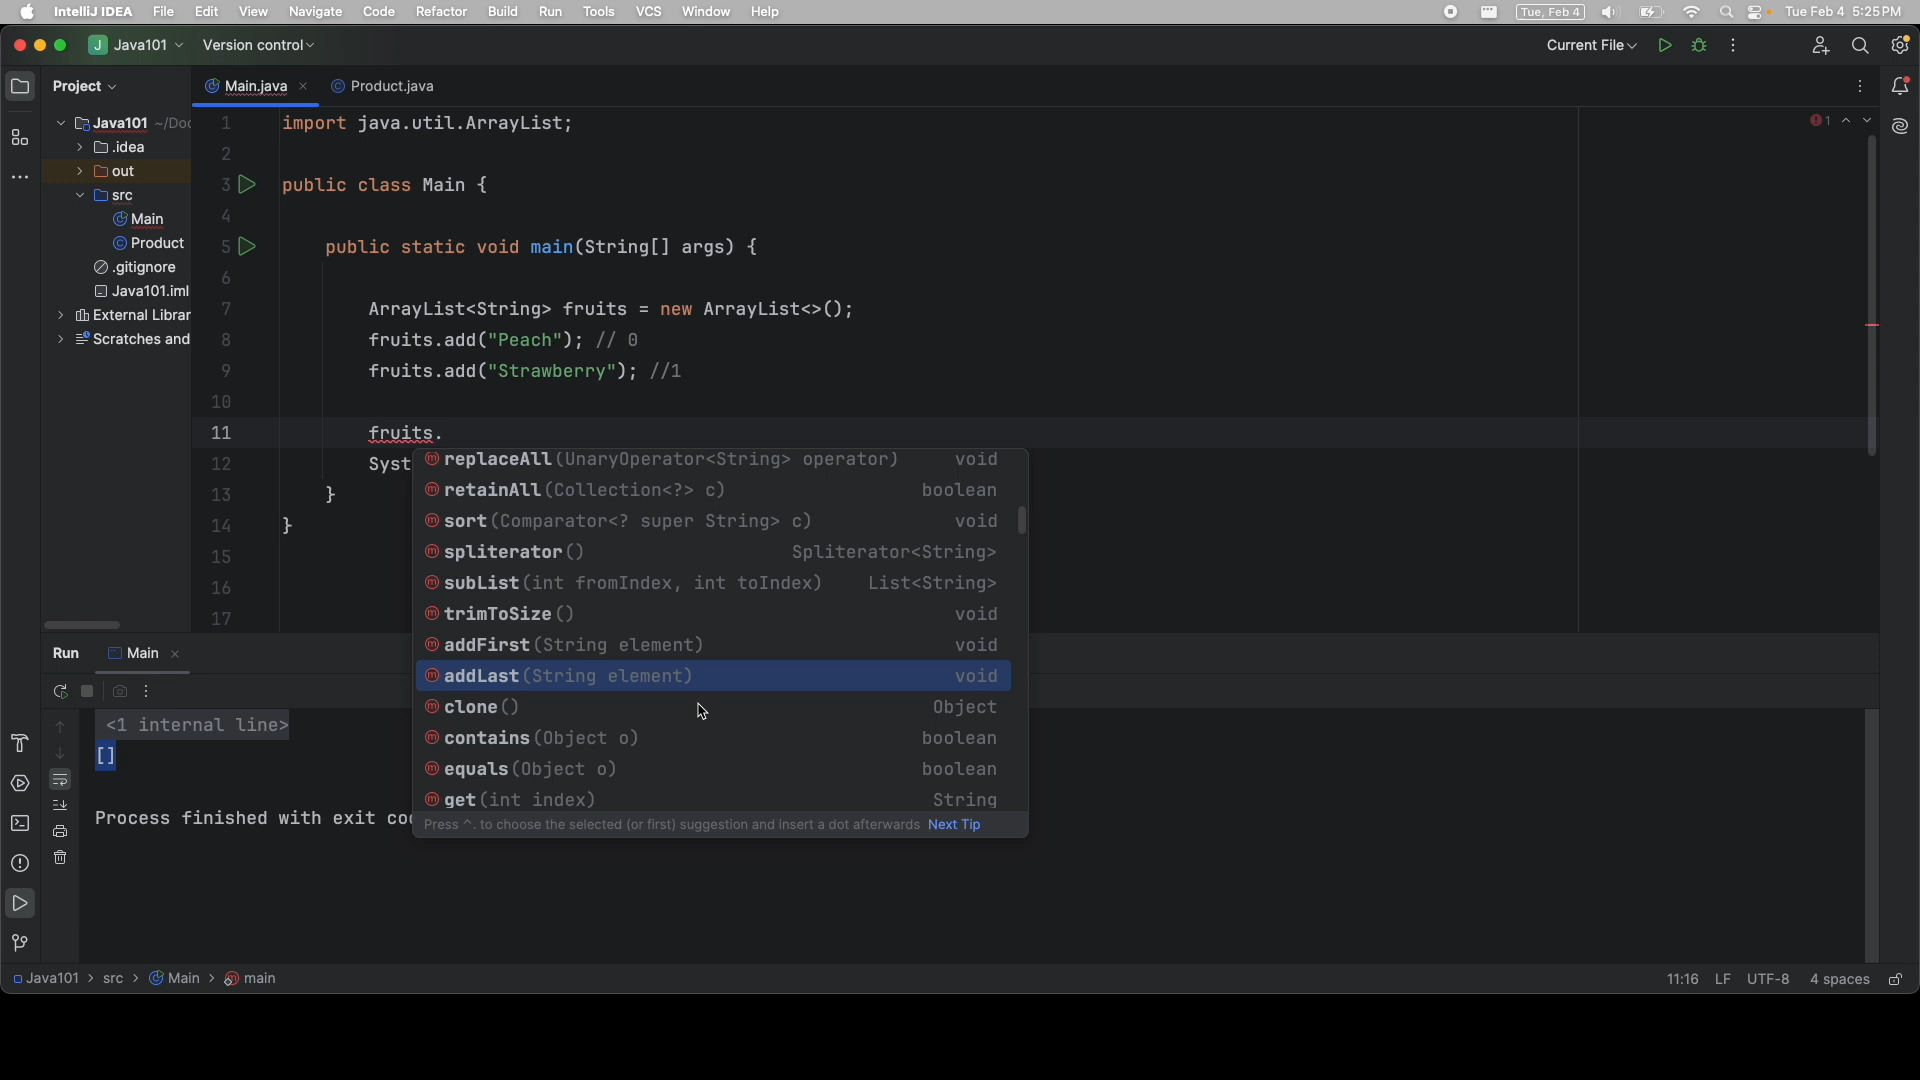 IntelliJ IDEA File Edit View Navigate Code Refactor Build Run Tools VCS Window Help Tue, Feb 4 Tue Feb 4 5:25 PM
J Java101 Version control Current File
Project Main.java Product.java
Java101 ~/Doc
.idea
out
src
Main
Product
.gitignore
Java101.iml
External Librar
Scratches and
1 import java.util.ArrayList; 1
2
3 public class Main {
4
5 public static void main(String[] args) {
6
7 ArrayList<String> fruits = new ArrayList<>();
8 fruits.add("Peach"); // 0
9 fruits.add("Strawberry"); //1
10
11 fruits.
12 Syst
13 }
14 }
15
16
17
replaceAll(UnaryOperator<String> operator) void
retainAll(Collection<?> c) boolean
sort(Comparator<? super String> c) void
spliterator() Spliterator<String>
subList(int fromIndex, int toIndex) List<String>
trimToSize() void
addFirst(String element) void
addLast(String element) void
clone() Object
contains(Object o) boolean
equals(Object o) boolean
get(int index) String
Press ^. to choose the selected (or first) suggestion and insert a dot afterwards Next Tip
Run Main
<1 internal line>
[]
Process finished with exit co
Java101 > src > Main > main 11:16 LF UTF-8 4 spaces